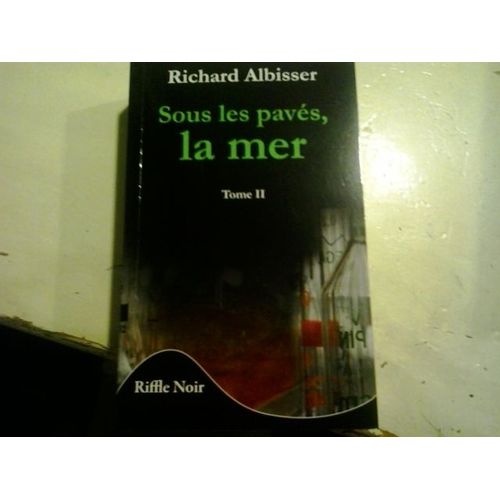 Richard Albisser
Sous les pavés,
la mer
Tome II
Riffle Noir